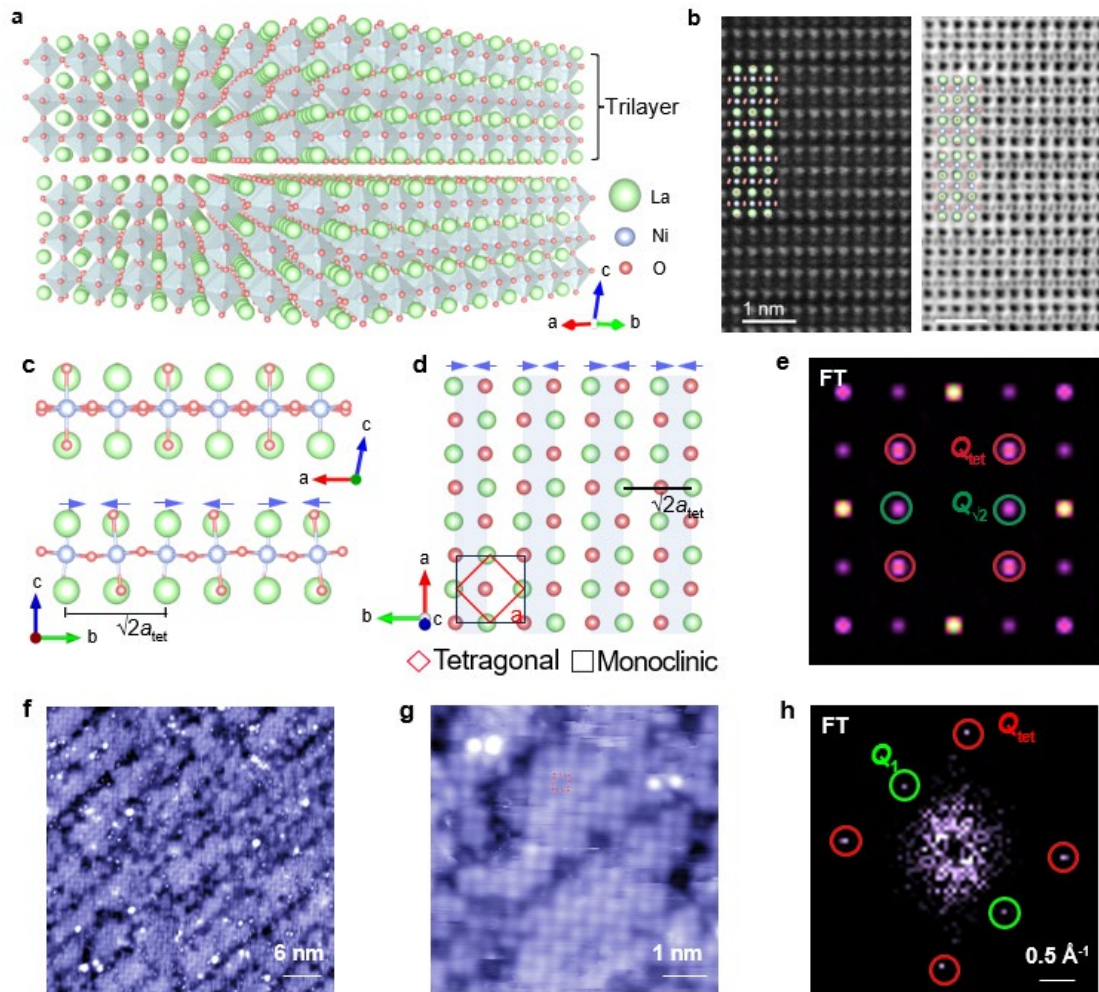 a
Trilayer
La
Ni
O
c
a
b
b
1 nm
c
c
a
c
b
√2a_tet
d
√2a_tet
a
b
c
a
Tetragonal
Monoclinic
e
FT
Q_tet
Q_√2
f
6 nm
g
1 nm
h
FT
Q_tet
Q_1
0.5 Å⁻¹